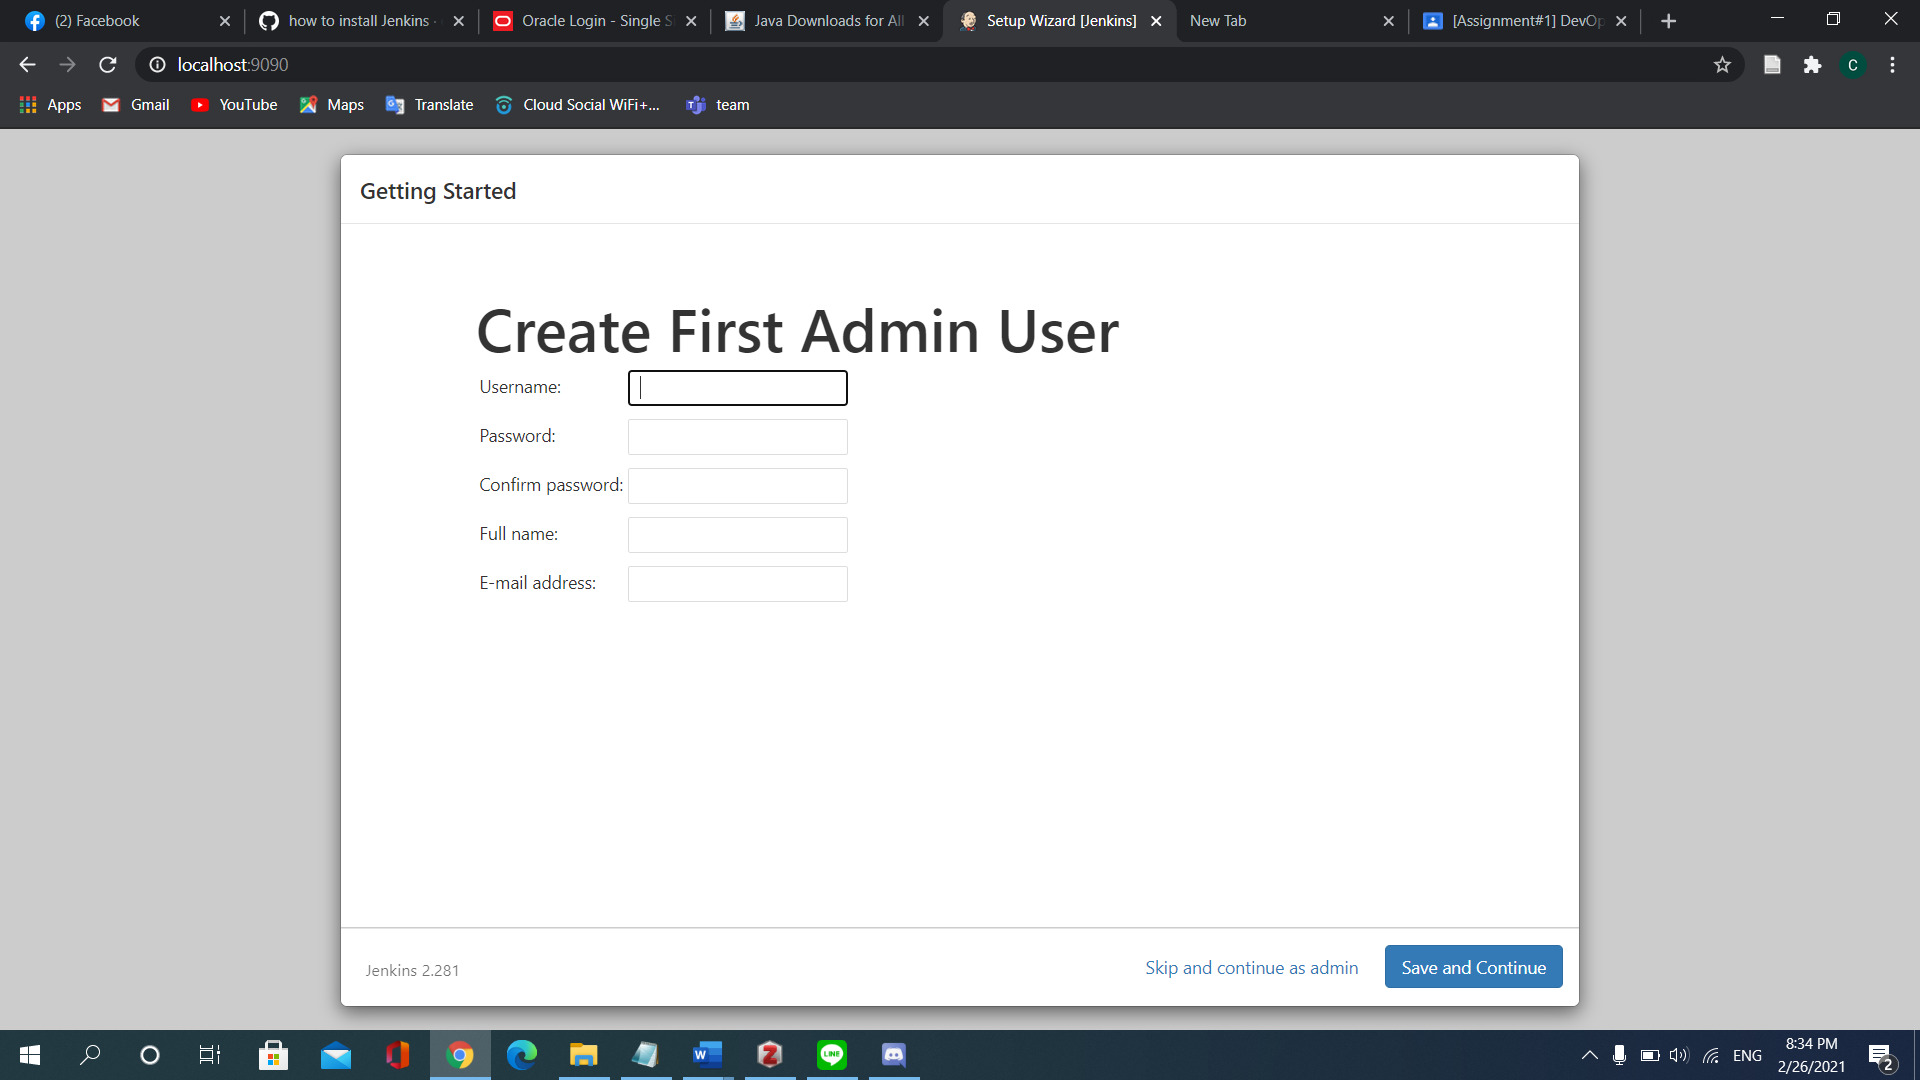 (2) Facebook
how to install Jenkins ·
Oracle Login - Single S
Java Downloads for All
Setup Wizard [Jenkins]
New Tab
[Assignment#1] DevOp
localhost:9090
C
Apps
Gmail
YouTube
Maps
Translate
Cloud Social WiFi+...
team
Getting Started
Create First Admin User
Username:
Password:
Confirm password:
Full name:
E-mail address:
Jenkins 2.281
Skip and continue as admin
Save and Continue
W
Z
LINE
ENG
8:34 PM
2/26/2021
2